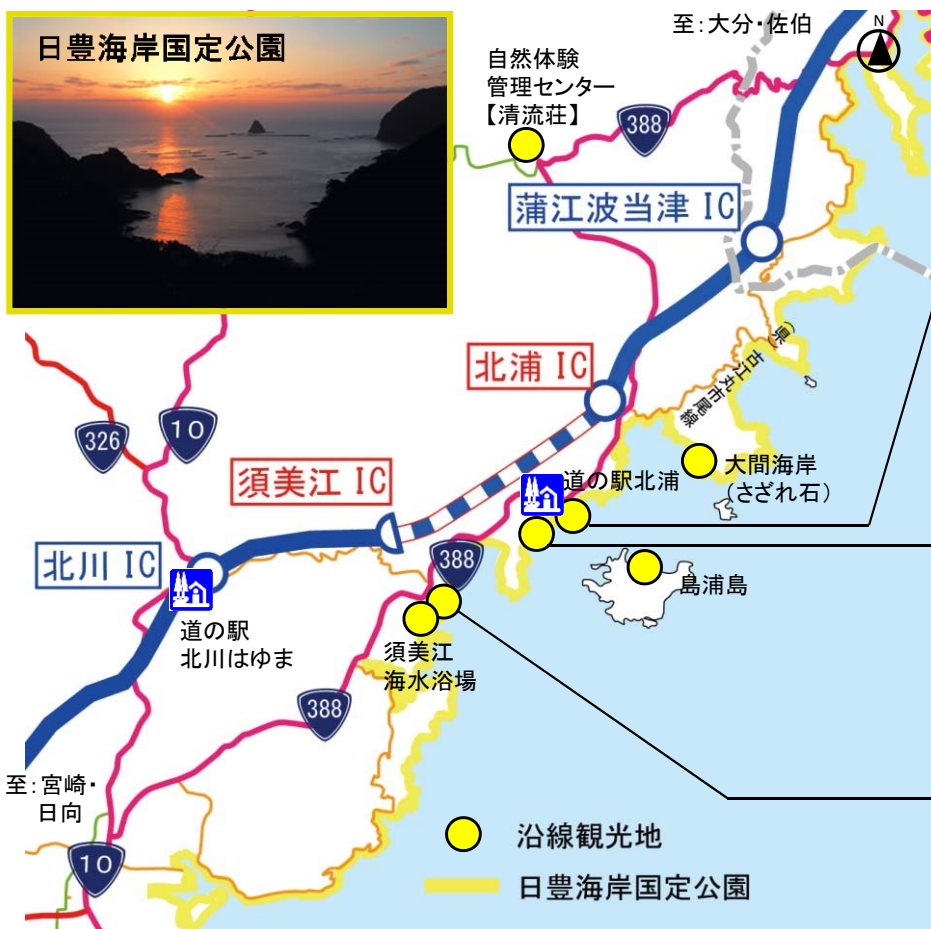 日豊海岸国定公園
至:大分・佐伯
N
自然体験
管理センター
【清流荘】
388
蒲江波当津 IC
(県)古江丸市尾線
北浦 IC
326
10
須美江 IC
道の駅北浦
大間海岸
(さざれ石)
北川 IC
388
島浦島
道の駅
北川はゆま
須美江
海水浴場
388
至:宮崎・
日向
10
沿線観光地
日豊海岸国定公園